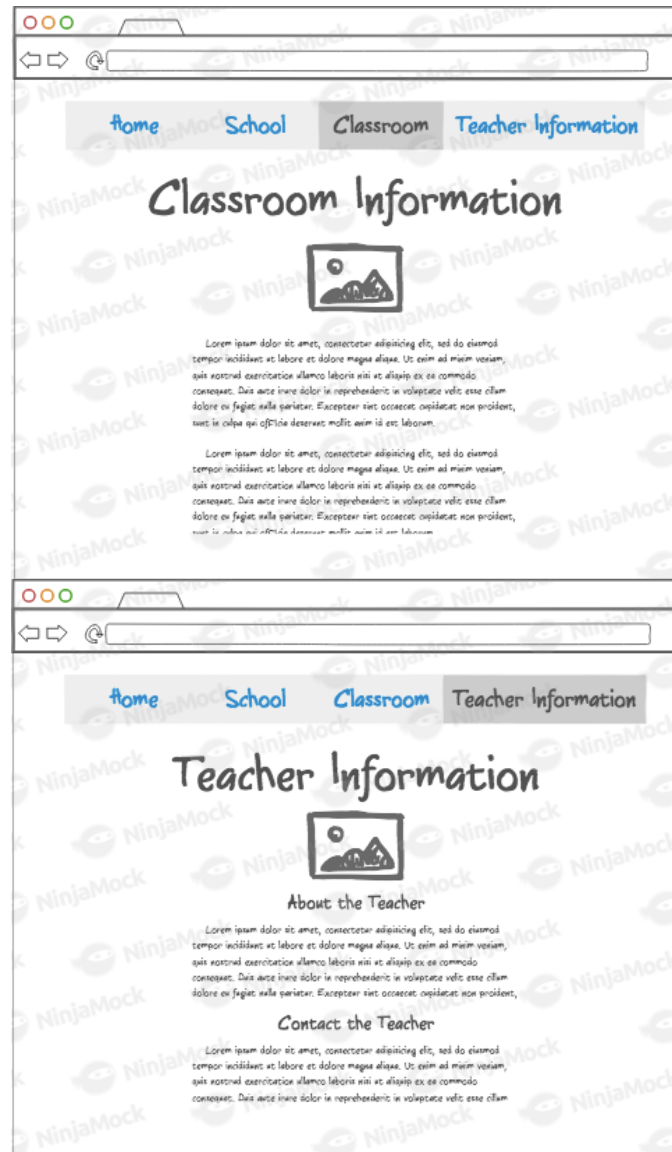 Home School Classroom Teacher Information
Classroom Information
Lorem ipsum dolor sit amet, consectetur adipisicing elit, sed do eiusmod
tempor incididunt ut labore et dolore magna aliqua. Ut enim ad minim veniam,
quis nostrud exercitation ullamco laboris nisi ut aliquip ex ea commodo
consequat. Duis aute irure dolor in reprehenderit in voluptate velit esse cillum
dolore eu fugiat nulla pariatur. Excepteur sint occaecat cupidatat non proident,
sunt in culpa qui officia deserunt mollit anim id est laborum.
Lorem ipsum dolor sit amet, consectetur adipisicing elit, sed do eiusmod
tempor incididunt ut labore et dolore magna aliqua. Ut enim ad minim veniam,
quis nostrud exercitation ullamco laboris nisi ut aliquip ex ea commodo
consequat. Duis aute irure dolor in reprehenderit in voluptate velit esse cillum
dolore eu fugiat nulla pariatur. Excepteur sint occaecat cupidatat non proident,
sunt in culpa qui officia deserunt mollit anim id est laborum.
Home School Classroom Teacher Information
Teacher Information
About the Teacher
Lorem ipsum dolor sit amet, consectetur adipisicing elit, sed do eiusmod
tempor incididunt ut labore et dolore magna aliqua. Ut enim ad minim veniam,
quis nostrud exercitation ullamco laboris nisi ut aliquip ex ea commodo
consequat. Duis aute irure dolor in reprehenderit in voluptate velit esse cillum
dolore eu fugiat nulla pariatur. Excepteur sint occaecat cupidatat non proident,
Contact the Teacher
Lorem ipsum dolor sit amet, consectetur adipisicing elit, sed do eiusmod
tempor incididunt ut labore et dolore magna aliqua. Ut enim ad minim veniam,
quis nostrud exercitation ullamco laboris nisi ut aliquip ex ea commodo
consequat. Duis aute irure dolor in reprehenderit in voluptate velit esse cillum
NinjaMock